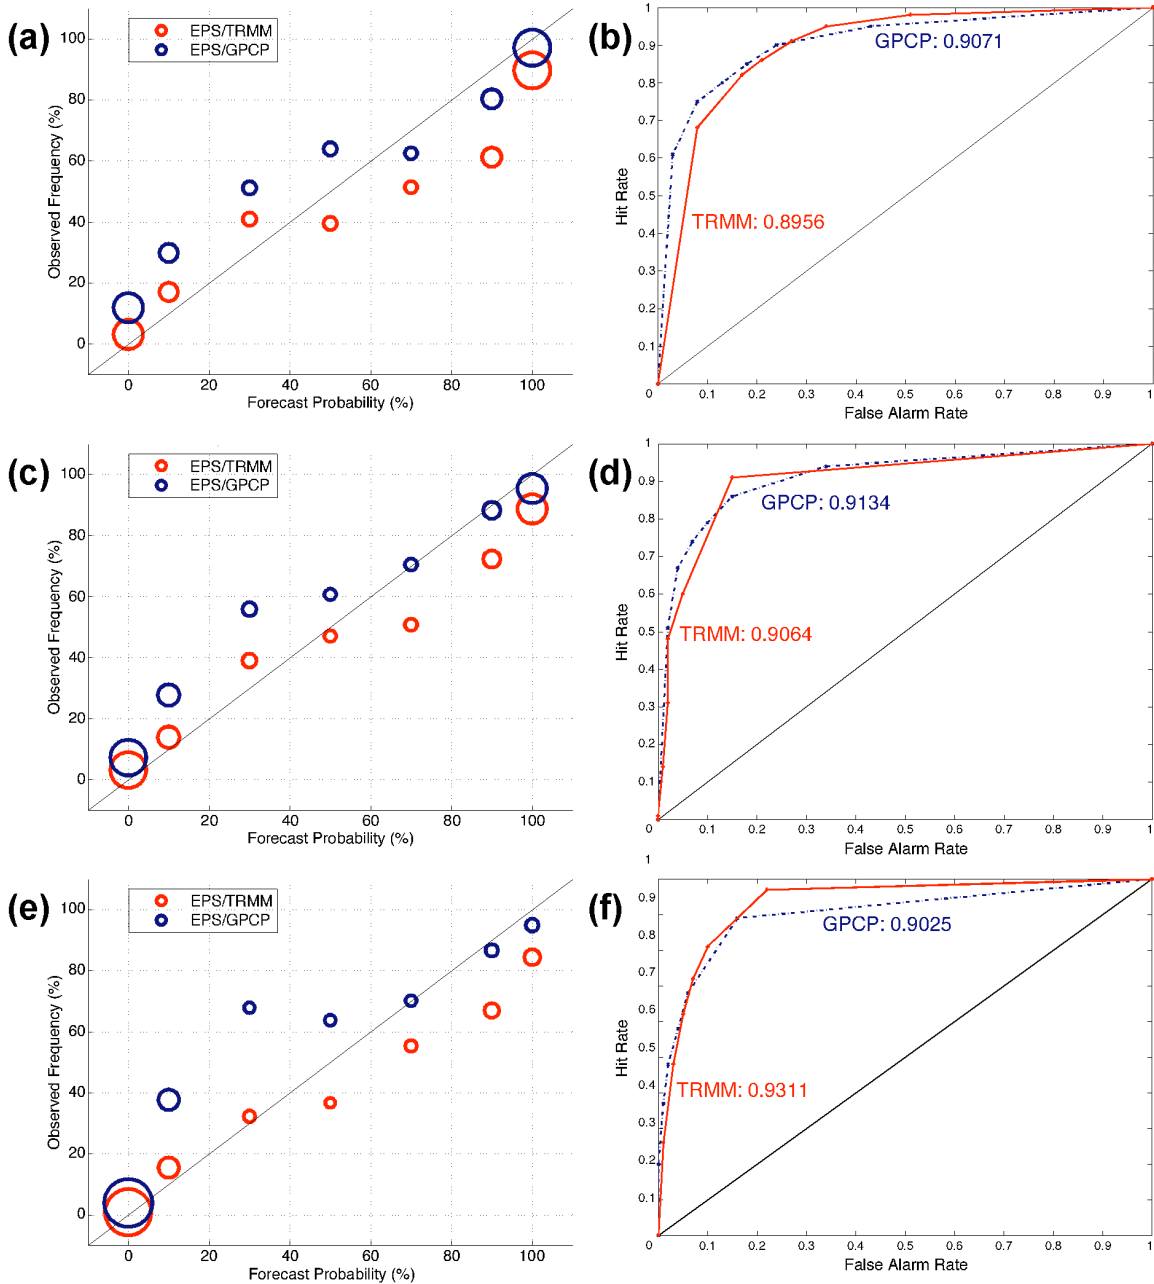 (a)
EPS/TRMM
EPS/GPCP
Observed Frequency (%)
100
80
60
40
20
0
0 20 40 60 80 100
Forecast Probability (%)
(b)
GPCP: 0.9071
TRMM: 0.8956
Hit Rate
1
0.9
0.8
0.7
0.6
0.5
0.4
0.3
0.2
0.1
0 0.1 0.2 0.3 0.4 0.5 0.6 0.7 0.8 0.9 1
False Alarm Rate
(c)
EPS/TRMM
EPS/GPCP
Observed Frequency (%)
100
80
60
40
20
0
0 20 40 60 80 100
Forecast Probability (%)
(d)
GPCP: 0.9134
TRMM: 0.9064
Hit Rate
1
0.9
0.8
0.7
0.6
0.5
0.4
0.3
0.2
0.1
0 0.1 0.2 0.3 0.4 0.5 0.6 0.7 0.8 0.9 1
False Alarm Rate
(e)
EPS/TRMM
EPS/GPCP
Observed Frequency (%)
100
80
60
40
20
0
0 20 40 60 80 100
Forecast Probability (%)
(f)
GPCP: 0.9025
TRMM: 0.9311
Hit Rate
1
0.9
0.8
0.7
0.6
0.5
0.4
0.3
0.2
0.1
0 0.1 0.2 0.3 0.4 0.5 0.6 0.7 0.8 0.9 1
False Alarm Rate